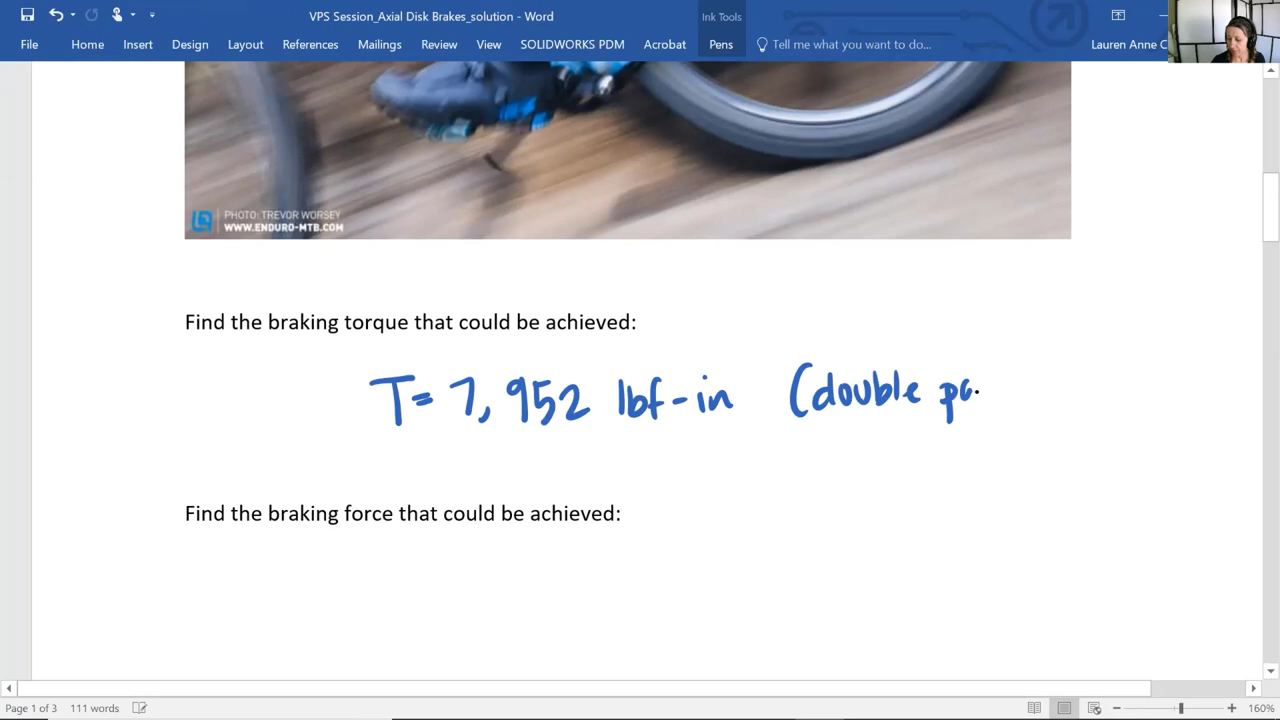 VPS Session_Axial Disk Brakes_solution - Word
Ink Tools
File Home Insert Design Layout References Mailings Review View SOLIDWORKS PDM Acrobat Pens Tell me what you want to do... Lauren Anne C
PHOTO: TREVOR WORSEY
WWW.ENDURO-MTB.COM
Find the braking torque that could be achieved:
T= 7,952 lbf-in (double pa
Find the braking force that could be achieved:
Page 1 of 3 111 words 160%